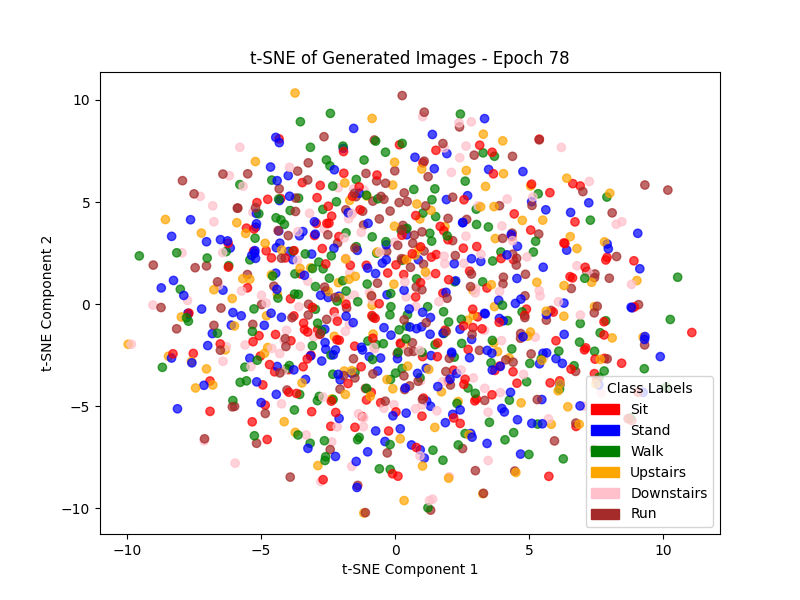 t-SNE of Generated Images - Epoch 78
10
5
0
−5
−10
t-SNE Component 2
−10
−5
0
5
10
t-SNE Component 1
Class Labels
Sit
Stand
Walk
Upstairs
Downstairs
Run